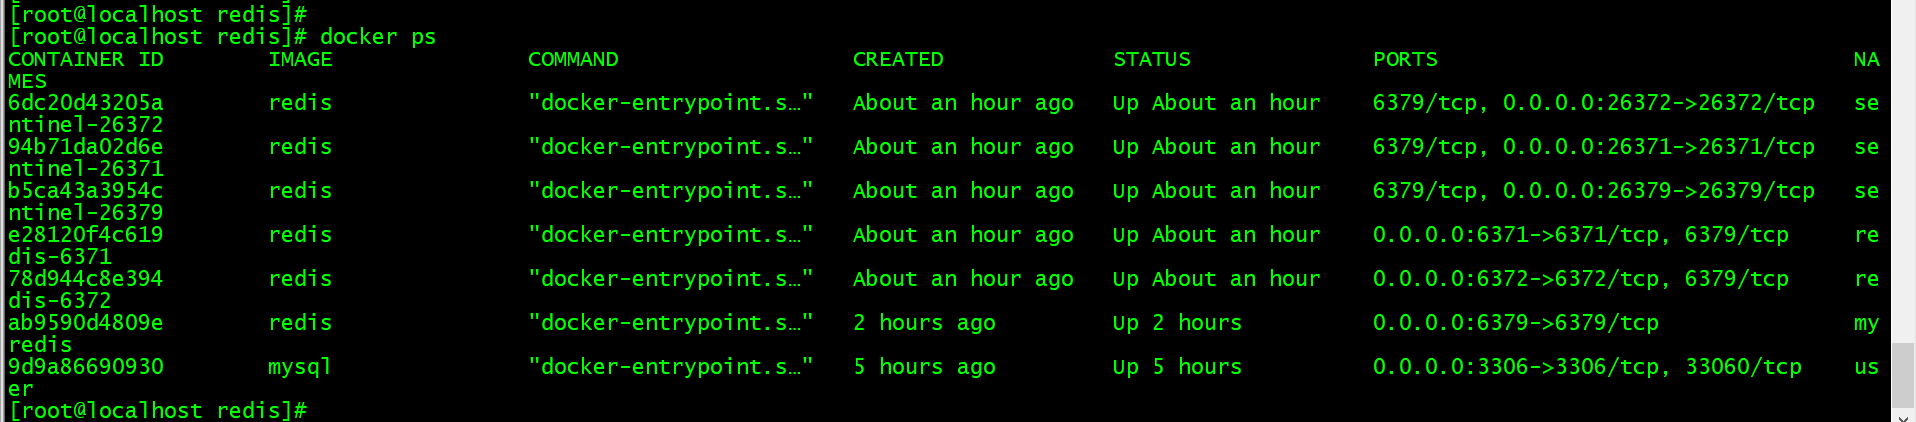 [root@localhost redis]#
[root@localhost redis]# docker ps
CONTAINER ID        IMAGE               COMMAND                  CREATED             STATUS              PORTS                                NA
MES
6dc20d43205a        redis               "docker-entrypoint.s…"   About an hour ago   Up About an hour    6379/tcp, 0.0.0.0:26372->26372/tcp   se
ntinel-26372
94b71da02d6e        redis               "docker-entrypoint.s…"   About an hour ago   Up About an hour    6379/tcp, 0.0.0.0:26371->26371/tcp   se
ntinel-26371
b5ca43a3954c        redis               "docker-entrypoint.s…"   About an hour ago   Up About an hour    6379/tcp, 0.0.0.0:26379->26379/tcp   se
ntinel-26379
e28120f4c619        redis               "docker-entrypoint.s…"   About an hour ago   Up About an hour    0.0.0.0:6371->6371/tcp, 6379/tcp     re
dis-6371
78d944c8e394        redis               "docker-entrypoint.s…"   About an hour ago   Up About an hour    0.0.0.0:6372->6372/tcp, 6379/tcp     re
dis-6372
ab9590d4809e        redis               "docker-entrypoint.s…"   2 hours ago         Up 2 hours          0.0.0.0:6379->6379/tcp               my
redis
9d9a86690930        mysql               "docker-entrypoint.s…"   5 hours ago         Up 5 hours          0.0.0.0:3306->3306/tcp, 33060/tcp    us
er
[root@localhost redis]#